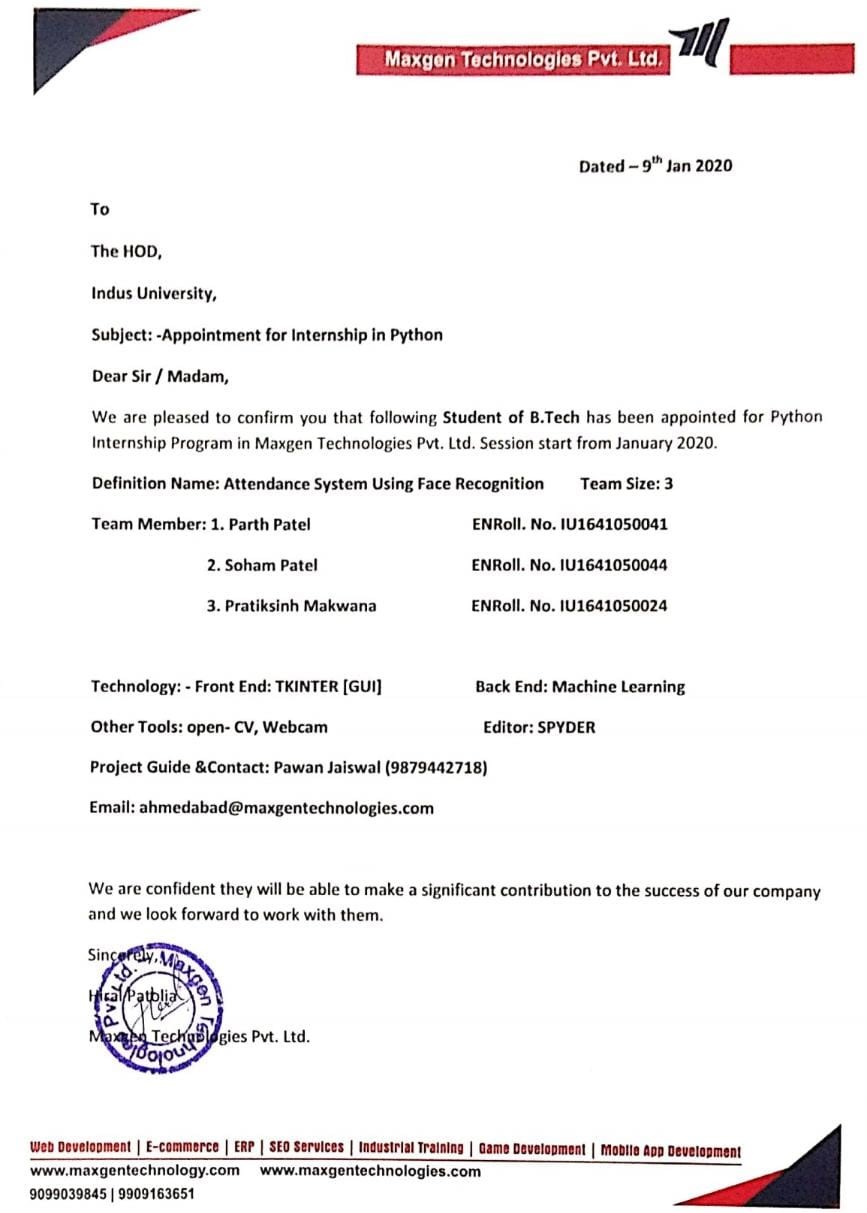 Maxgen Technologies Pvt. Ltd.
Dated – 9th Jan 2020
To
The HOD,
Indus University,
Subject: -Appointment for Internship in Python
Dear Sir / Madam,
We are pleased to confirm you that following Student of B.Tech has been appointed for Python
Internship Program in Maxgen Technologies Pvt. Ltd. Session start from January 2020.
Definition Name: Attendance System Using Face Recognition Team Size: 3
Team Member: 1. Parth Patel ENRoll. No. IU1641050041
2. Soham Patel ENRoll. No. IU1641050044
3. Pratiksinh Makwana ENRoll. No. IU1641050024
Technology: - Front End: TKINTER [GUI] Back End: Machine Learning
Other Tools: open- CV, Webcam Editor: SPYDER
Project Guide &Contact: Pawan Jaiswal (9879442718)
Email: ahmedabad@maxgentechnologies.com
We are confident they will be able to make a significant contribution to the success of our company
and we look forward to work with them.
Sincerely,
Maxgen Technologies Pvt. Ltd.
Maxgen Technologies Pvt. Ltd.
Web Development | E-commerce | ERP | SEO Services | Industrial Training | Game Development | Mobile App Development
www.maxgentechnology.com www.maxgentechnologies.com
9099039845 | 9909163651